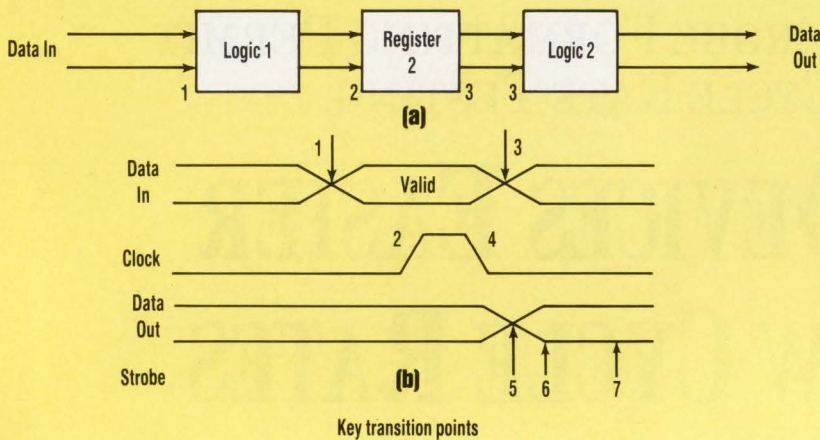 Data In
Logic 1
Register
2
Logic 2
Data
Out
1
2
3
3
(a)
1
3
Data
In
Valid
Clock
2
4
Data
Out
Strobe
(b)
5
6
7
Key transition points